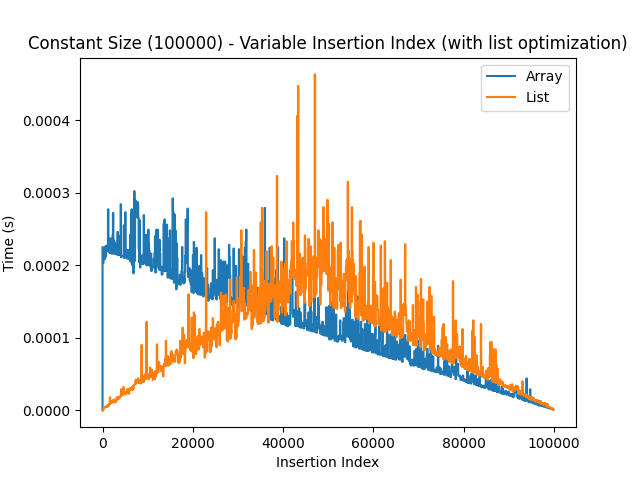 Constant Size (100000) - Variable Insertion Index (with list optimization)
Array
List
Time (s)
0.0004
0.0003
0.0002
0.0001
0.0000
0 20000 40000 60000 80000 100000
Insertion Index